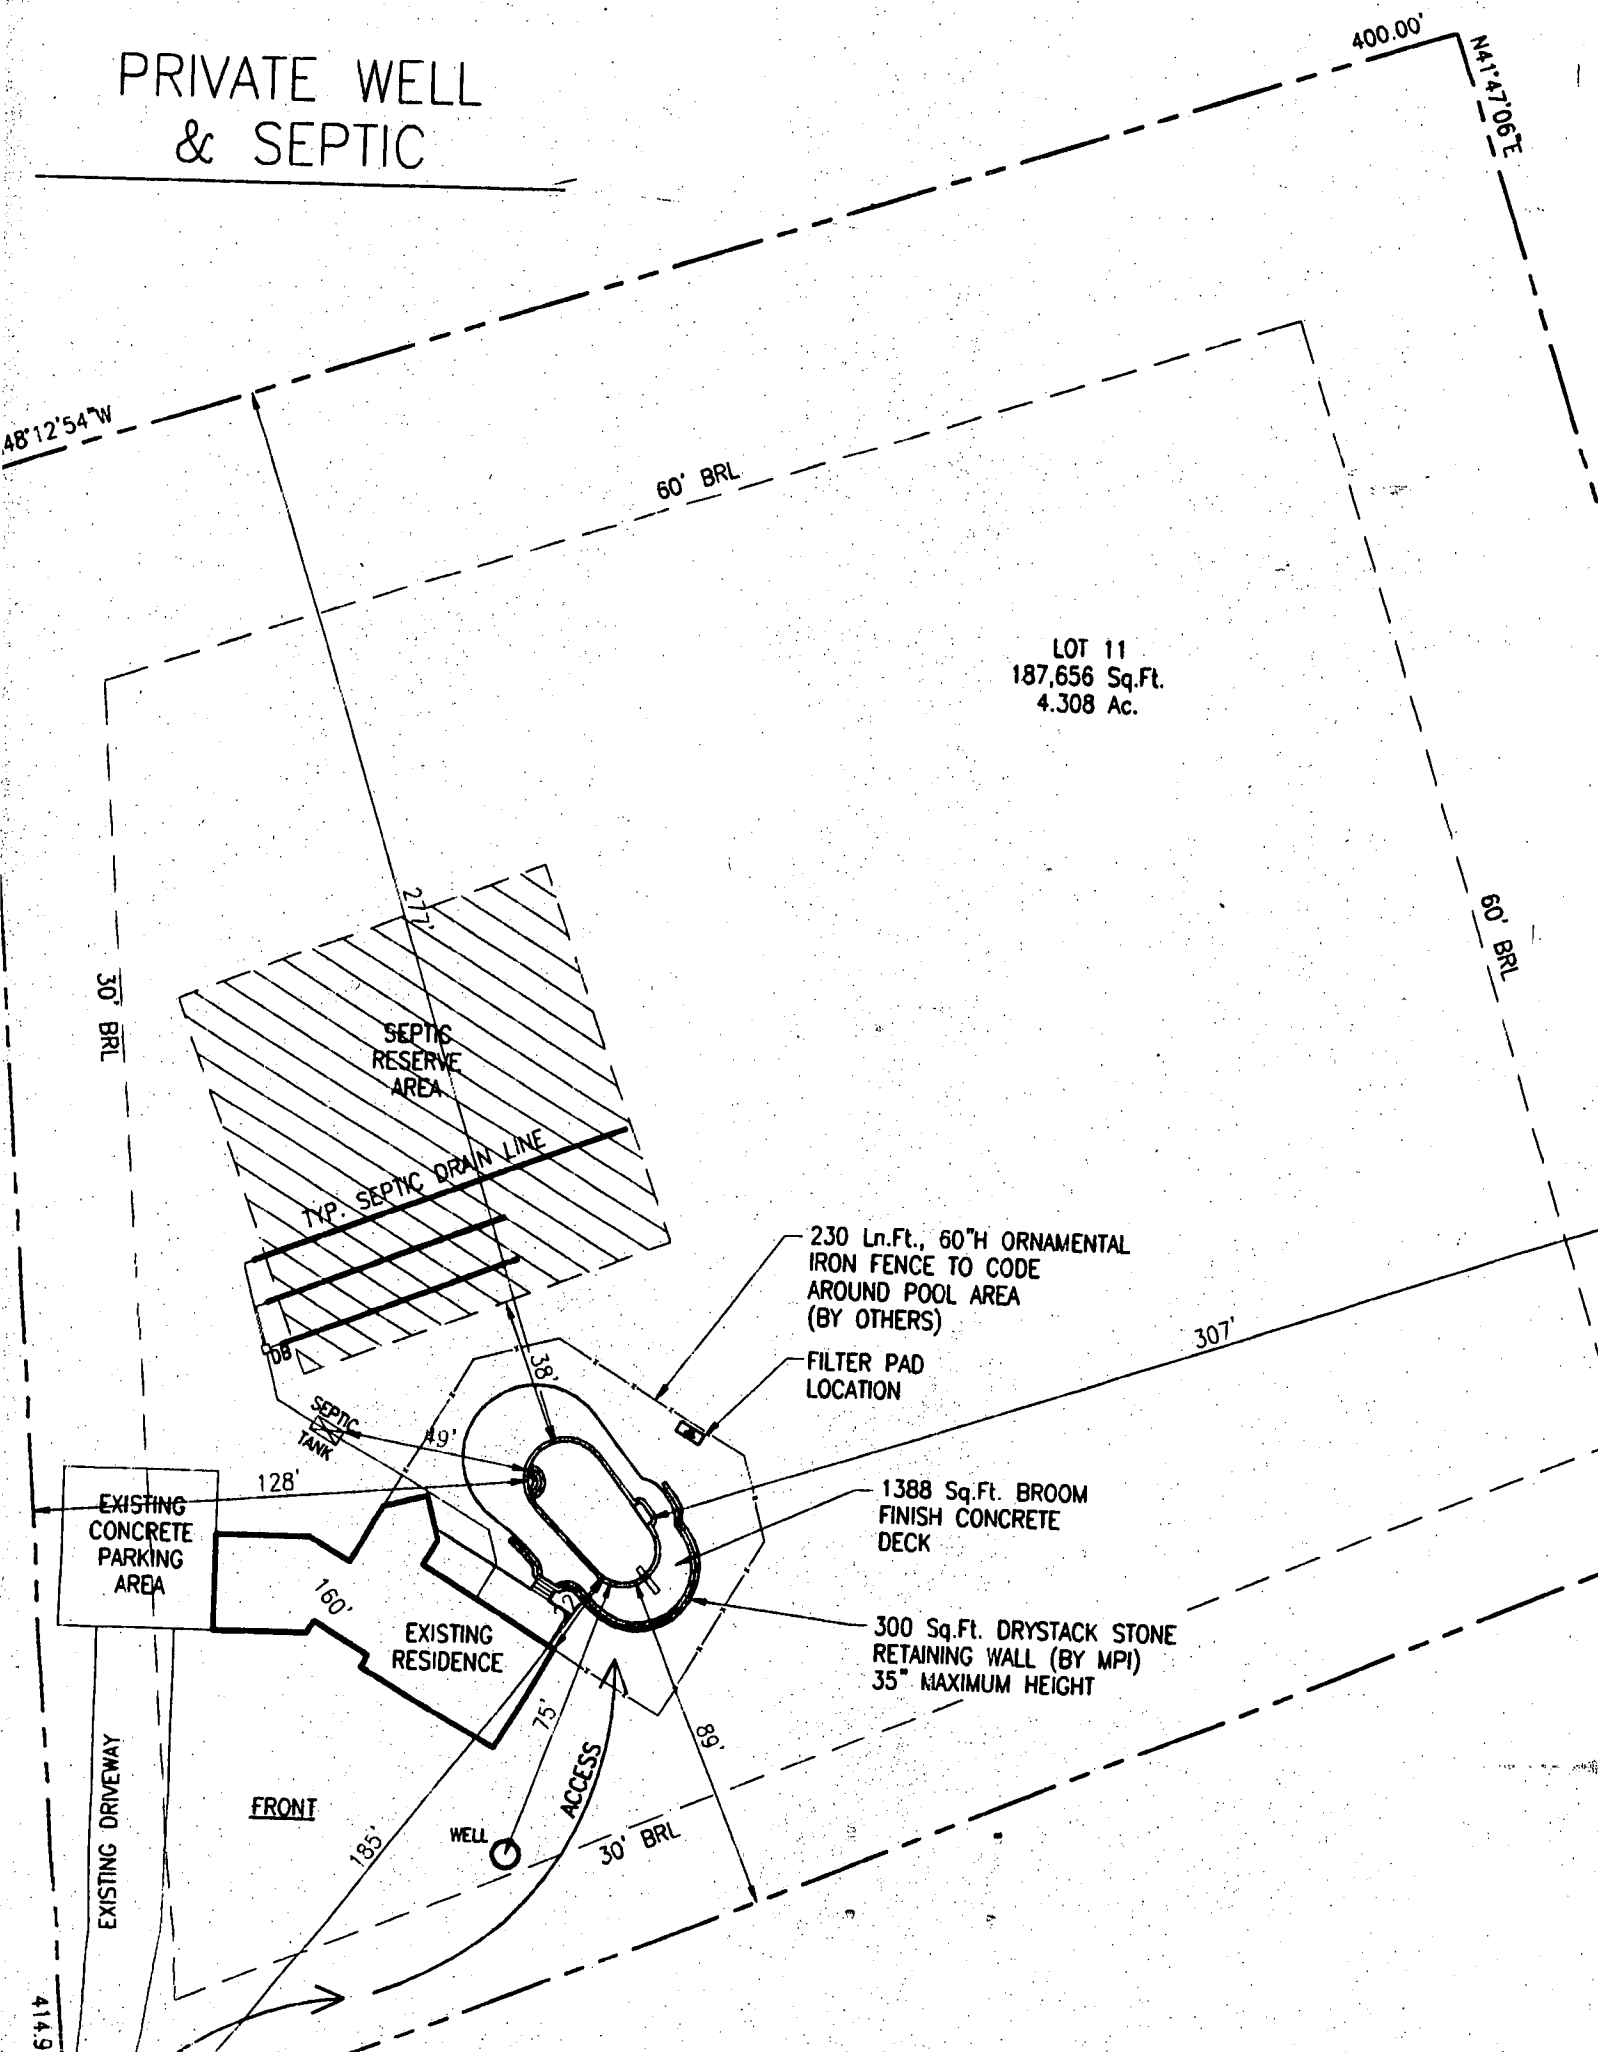 PRIVATE WELL
& SEPTIC
400.00'
N41°47'06"E
48°12'54"W
60' BRL
LOT 11
187,656 Sq.Ft.
4.308 Ac.
277'
60' BRL
30' BRL
SEPTIC
RESERVE
AREA
TYP. SEPTIC DRAIN LINE
230 Ln.Ft., 60"H ORNAMENTAL
IRON FENCE TO CODE
AROUND POOL AREA
(BY OTHERS)
307'
DB
38'
FILTER PAD
LOCATION
SEPTIC
TANK
49'
128'
EXISTING
CONCRETE
PARKING
AREA
1388 Sq.Ft. BROOM
FINISH CONCRETE
DECK
160'
EXISTING
RESIDENCE
300 Sq.Ft. DRYSTACK STONE
RETAINING WALL (BY MPI)
35" MAXIMUM HEIGHT
75'
89'
ACCESS
EXISTING DRIVEWAY
FRONT
WELL
185'
30' BRL
414.9